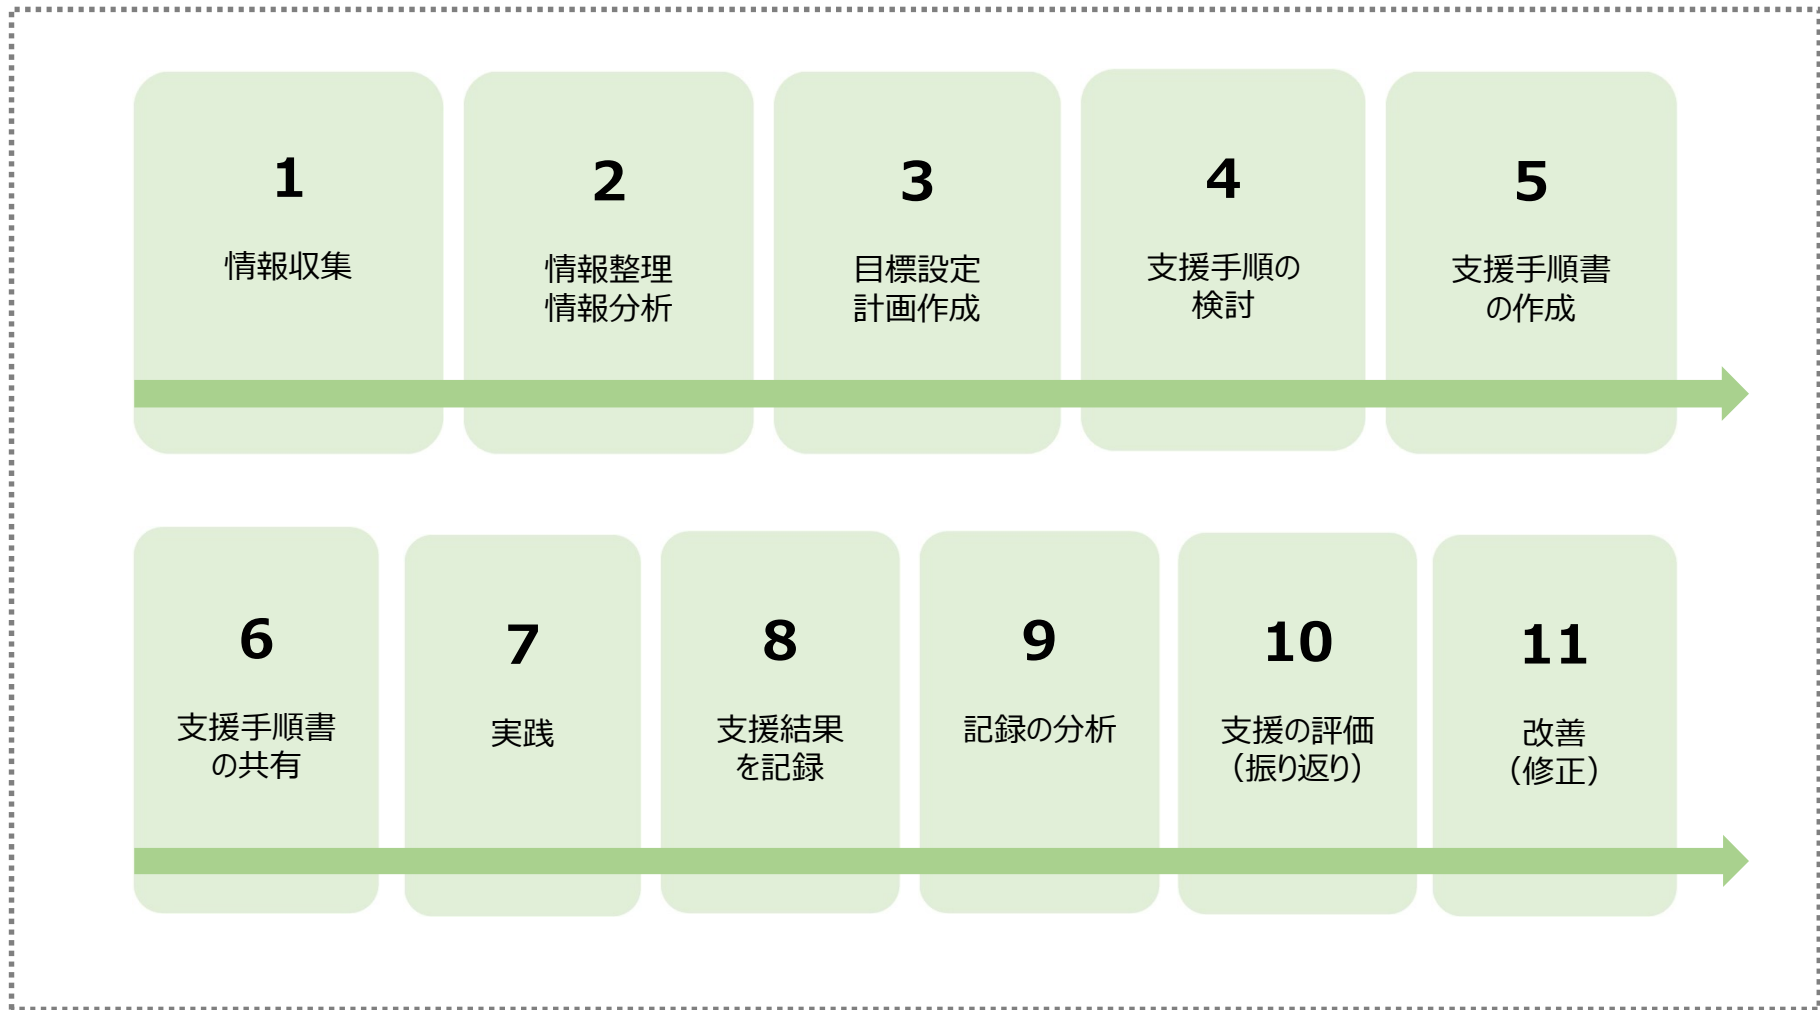 1
情報収集
2
情報整理
情報分析
3
目標設定
計画作成
4
支援手順の
検討
5
支援手順書
の作成
6
支援手順書
の共有
7
実践
8
支援結果
を記録
9
記録の分析
10
支援の評価
（振り返り）
11
改善
（修正）